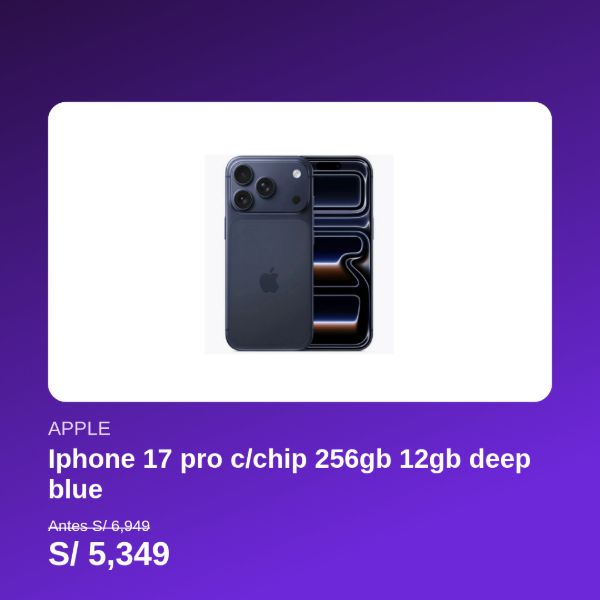 APPLE
Iphone 17 pro c/chip 256gb 12gb deep
blue
Antes S/ 6,949
S/ 5,349